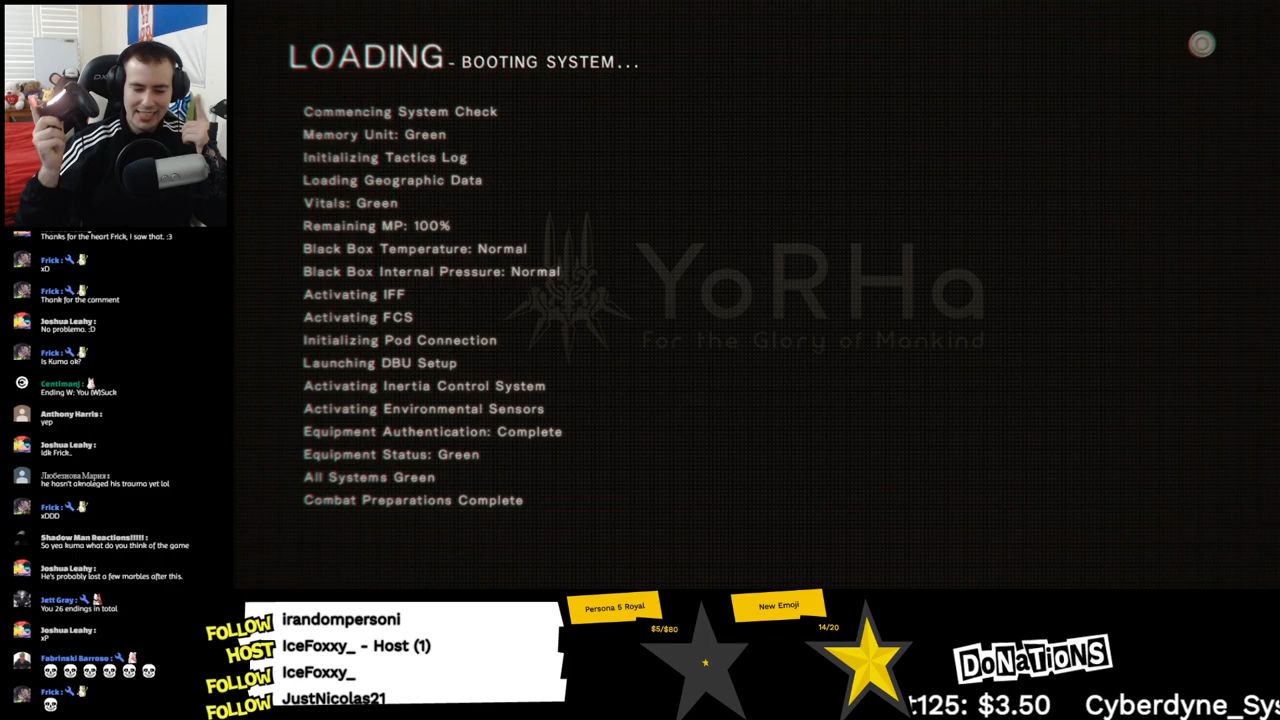 LOADING - BOOTING SYSTEM...
Commencing System Check
Memory Unit: Green
Initializing Tactics Log
Loading Geographic Data
Vitals: Green
Remaining MP: 100%
Black Box Temperature: Normal
Black Box Internal Pressure: Normal
Activating IFF
Activating FCS
Initializing Pod Connection
Launching DBU Setup
Activating Inertia Control System
Activating Environmental Sensors
Equipment Authentication: Complete
Equipment Status: Green
All Systems Green
Combat Preparations Complete
YoRHa
For the Glory of Mankind
Thanks for the heart Frick, I saw that. :3
Frick :
xD
Frick :
Thank for the comment
Joshua Leahy :
No problemo. :D
Frick :
Is Kuma ok?
Centimanj :
Ending W: You (W)Suck
Anthony Harris :
yep
Joshua Leahy :
Idk Frick..
Любезнова Мария :
he hasn't aknoleged his trauma yet lol
Frick :
xDDD
Shadow Man Reactions!!!!! :
So yea kuma what do you think of the game
Joshua Leahy :
He's probably lost a few morbles after this.
Jett Gray :
You 26 endings in totol
Joshua Leahy :
xP
Fabrinski Barroso :
Frick :
FOLLOW irandompersoni
HOST IceFoxxy_ - Host (1)
FOLLOW IceFoxxy_
FOLLOW JustNicolas21
Persona 5 Royal
$5/$80
New Emoji
14/20
DONATIONS
t125: $3.50 Cyberdyne_Sys